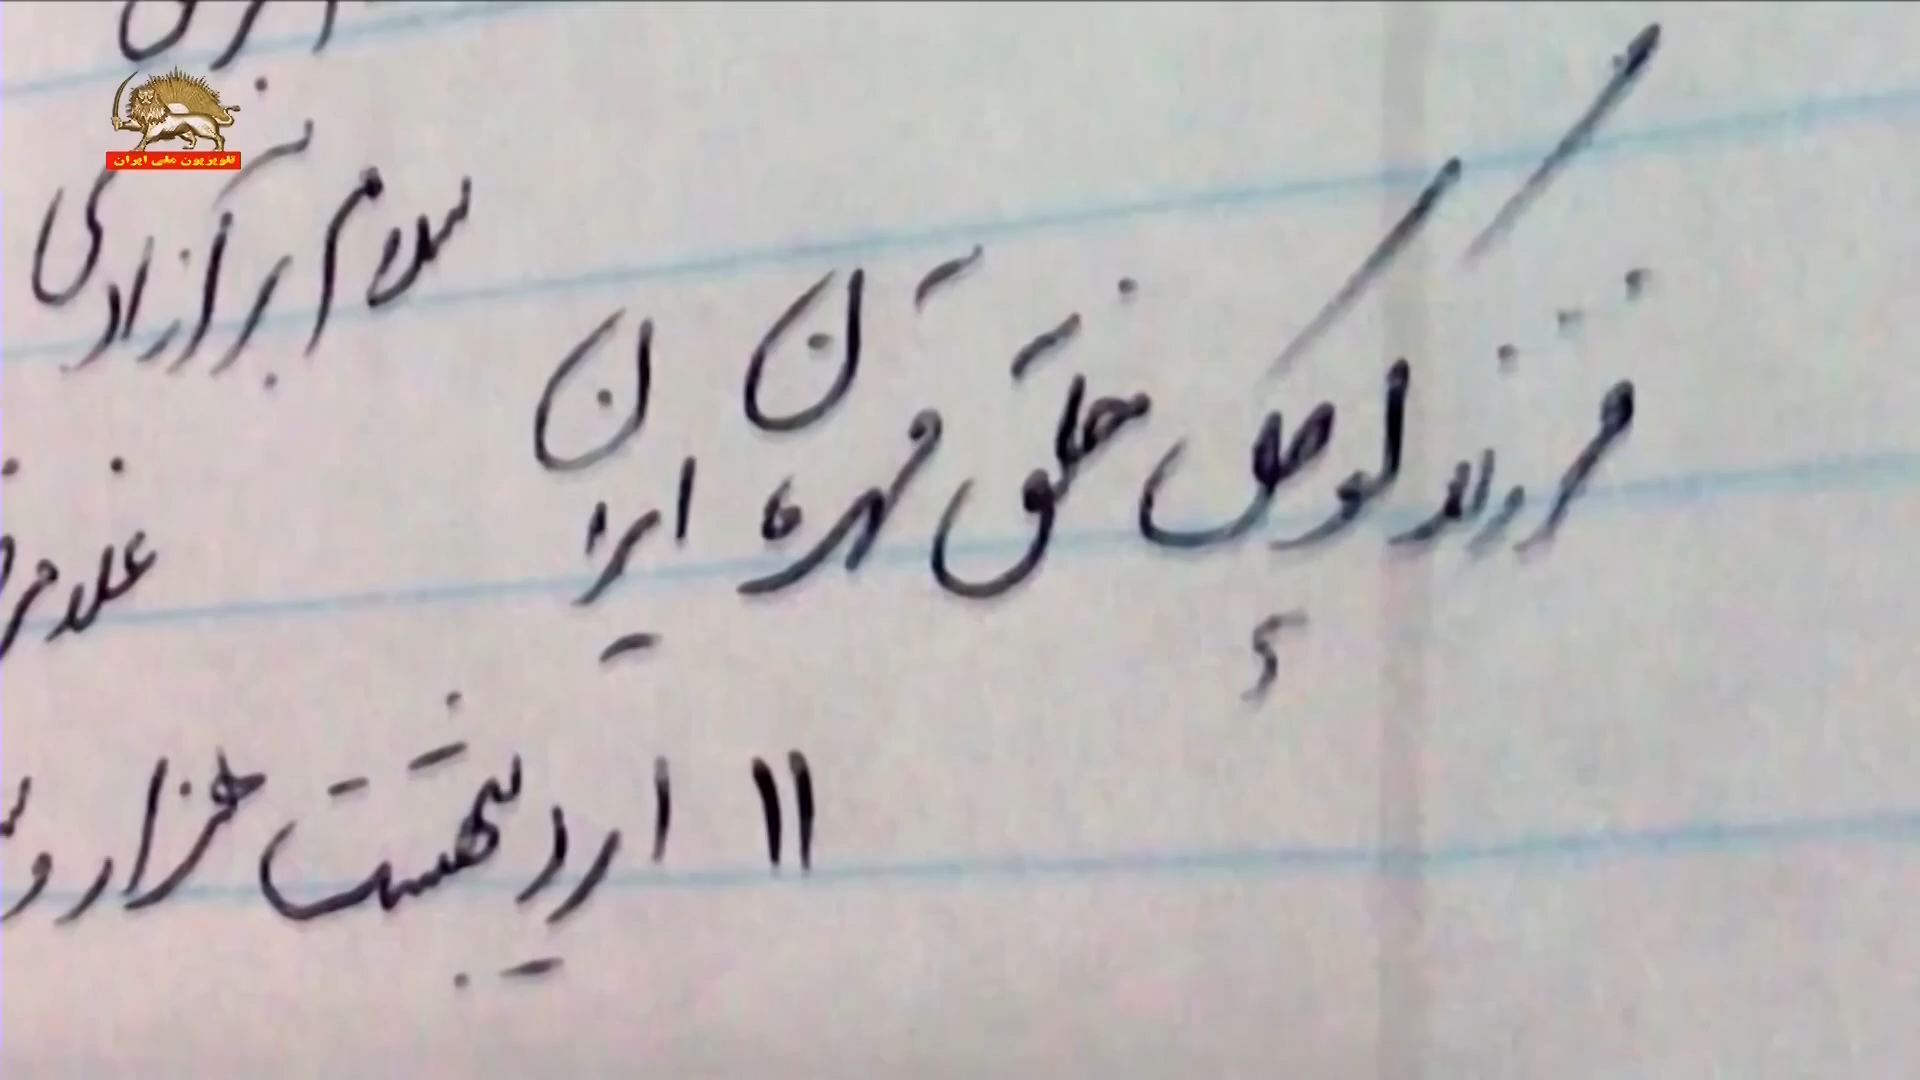 تلویزیون ملی ایران
سلام بر آزادی
فرزند کوچک خلق قهرمان ایران
۱۱ اردیبهشت هزار و